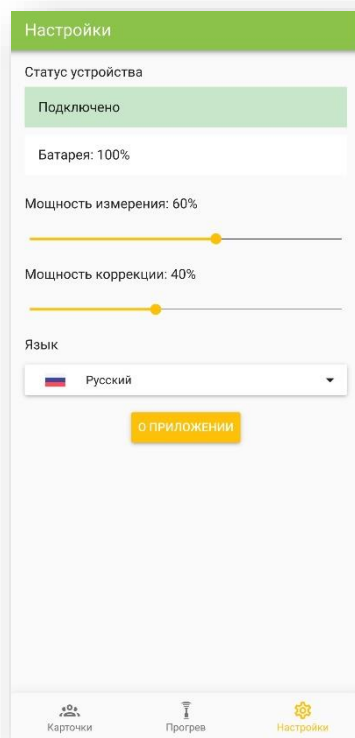 Настройки
Статус устройства
Подключено
Батарея: 100%
Мощность измерения: 60%
Мощность коррекции: 40%
Язык
Русский
О ПРИЛОЖЕНИИ
Карточки Прогрев Настройки